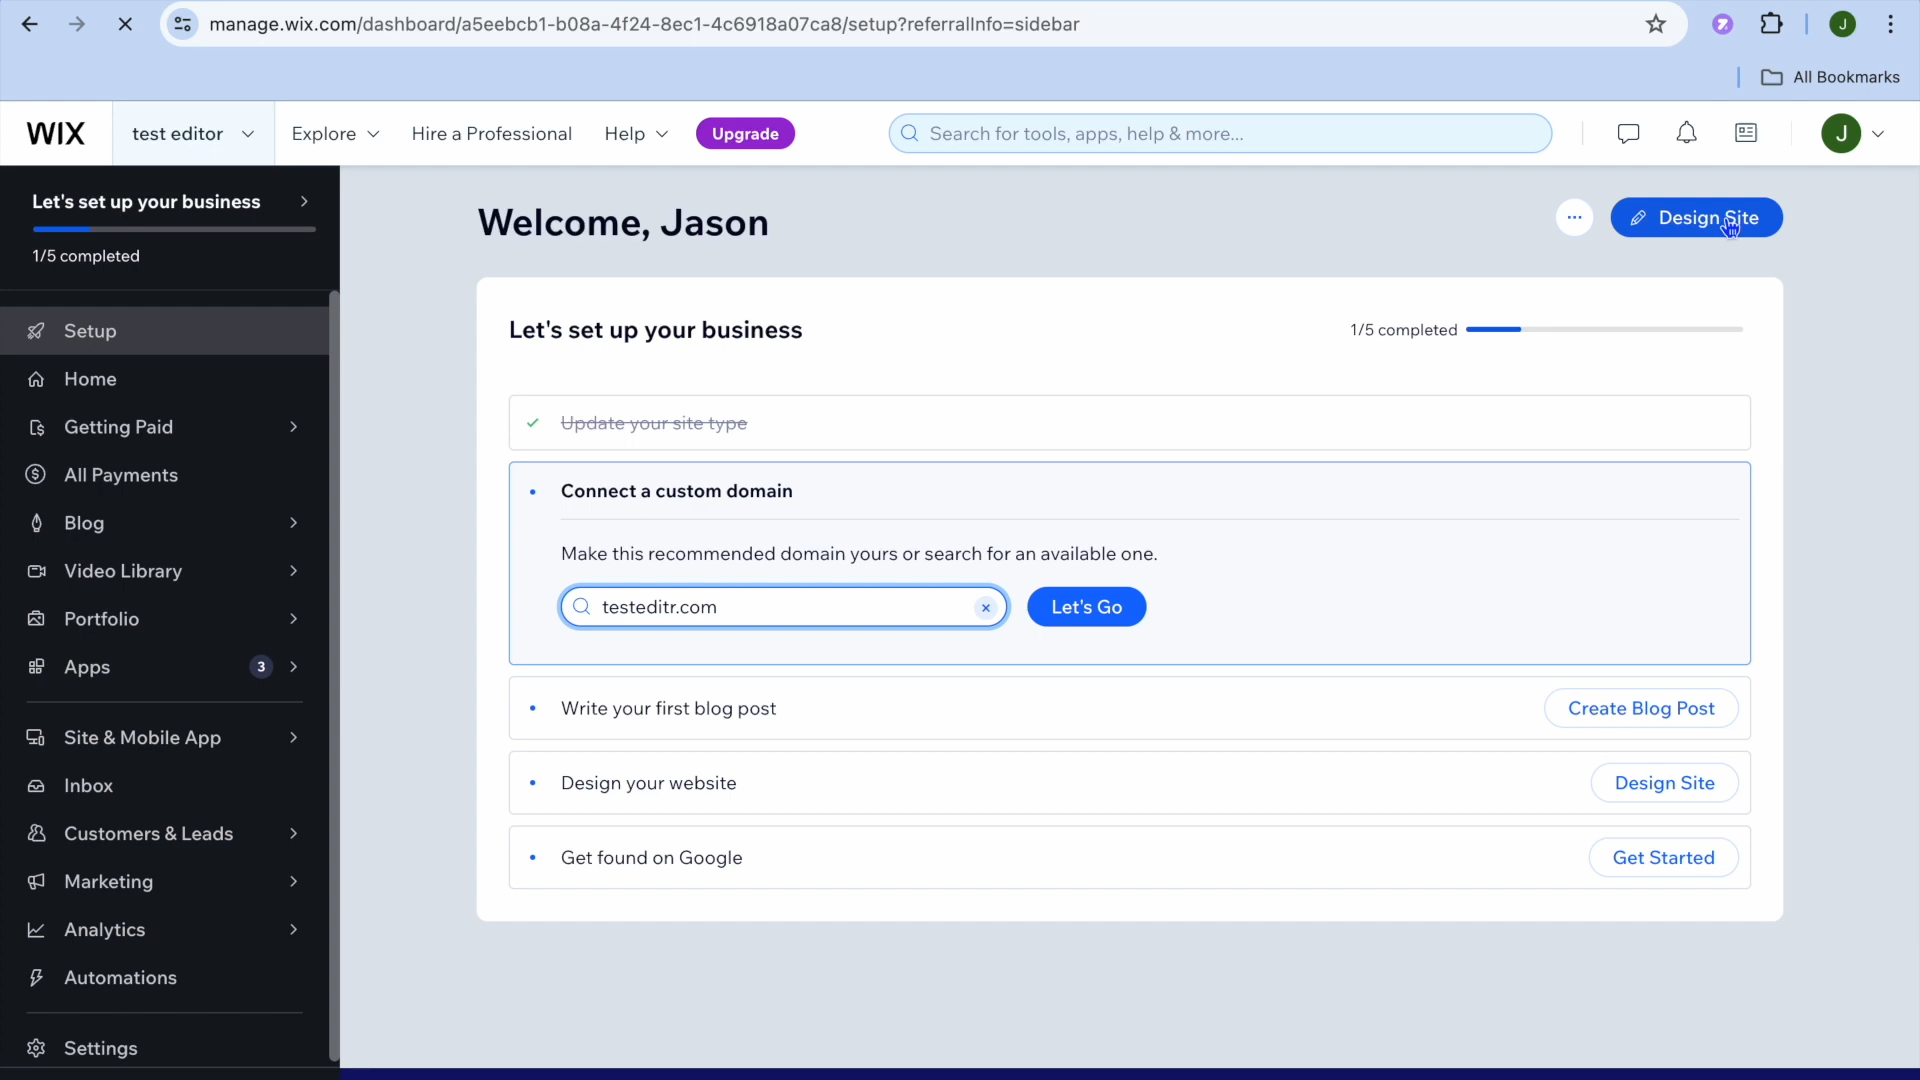 manage.wix.com/dashboard/a5eebcb1-b08a-4f24-8ec1-4c6918a07ca8/setup?referralInfo=sidebar
J
All Bookmarks
WIX
test editor
Explore
Hire a Professional
Help
Upgrade
Search for tools, apps, help & more...
J
Let's set up your business
1/5 completed
Setup
Home
Getting Paid
All Payments
Blog
Video Library
Portfolio
Apps 3
Site & Mobile App
Inbox
Customers & Leads
Marketing
Analytics
Automations
Settings
Welcome, Jason
Design Site
Let's set up your business
1/5 completed
Update your site type
Connect a custom domain
Make this recommended domain yours or search for an available one.
testeditr.com
Let's Go
Write your first blog post
Create Blog Post
Design your website
Design Site
Get found on Google
Get Started